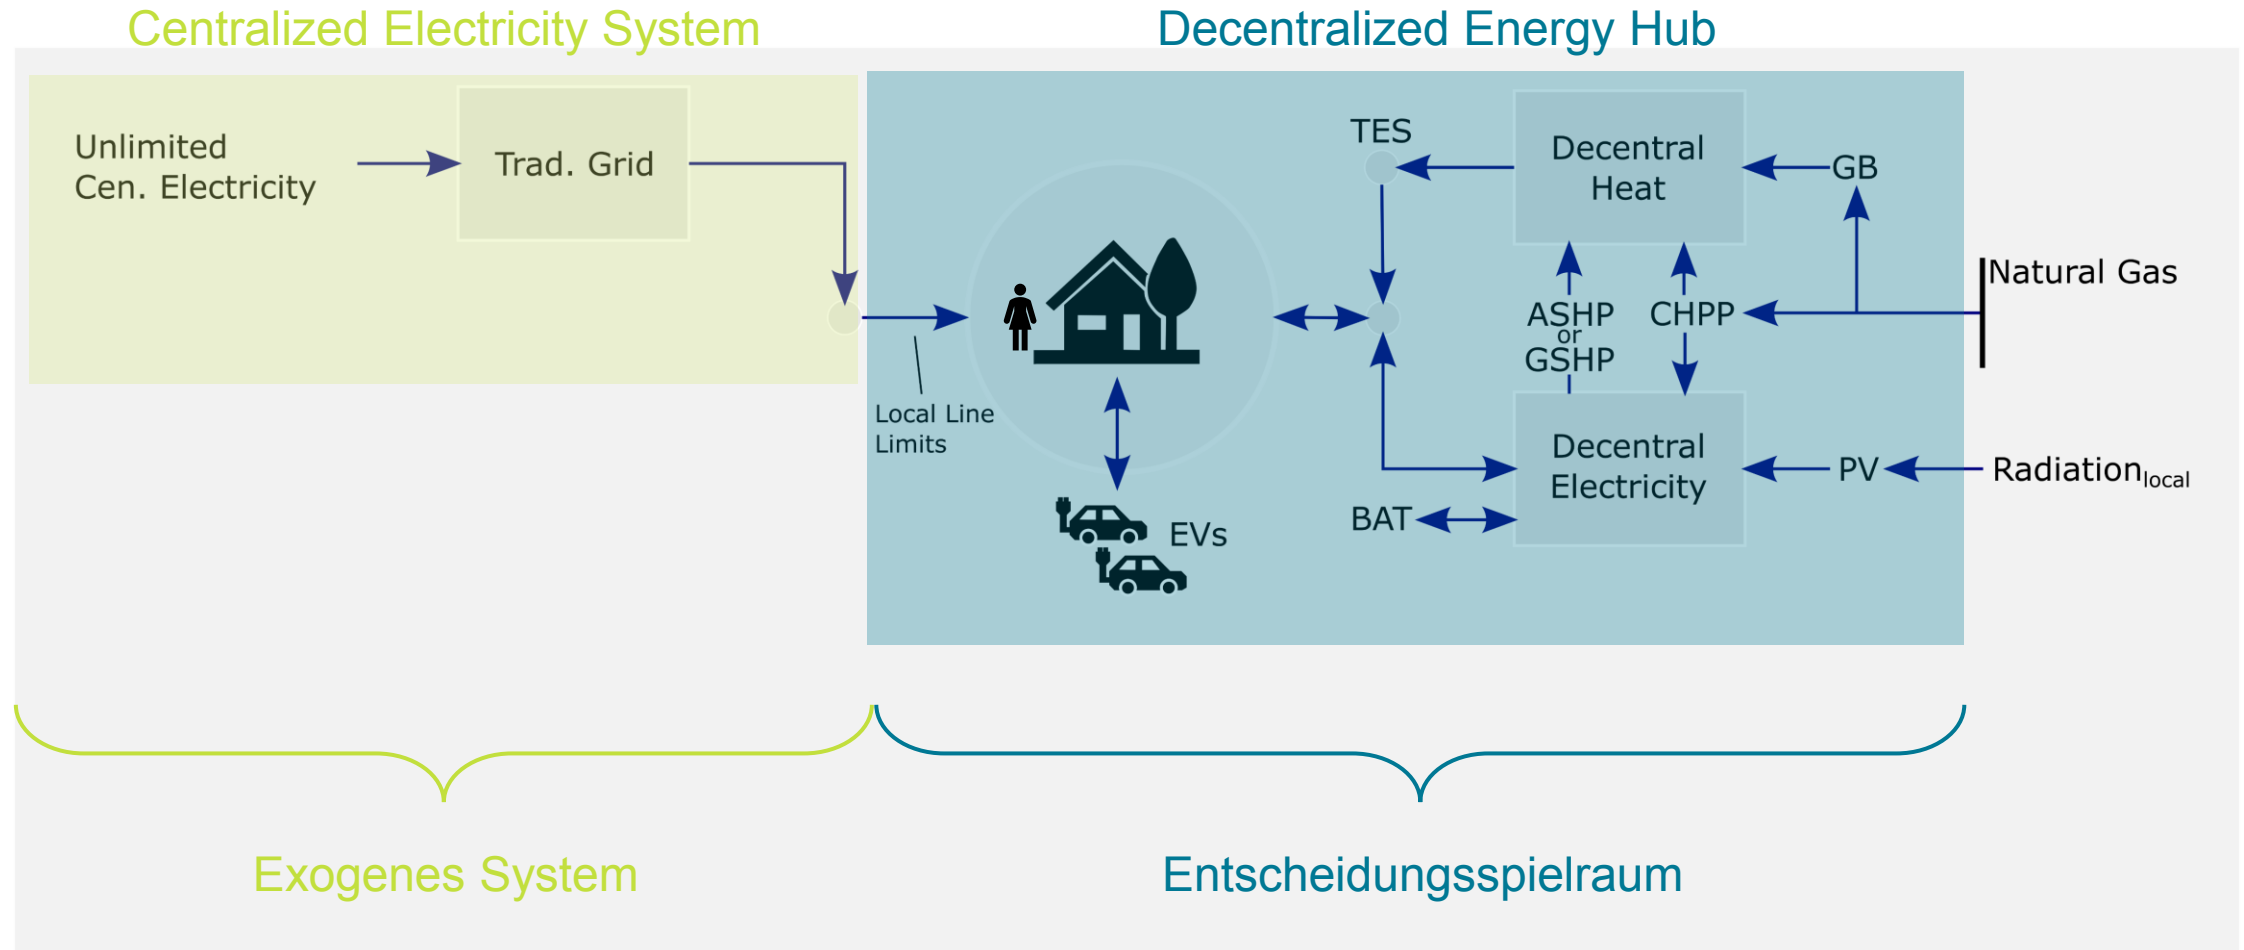 Centralized Electricity System
Decentralized Energy Hub
Unlimited
Cen. Electricity
Trad. Grid
Local Line
Limits
EVs
TES
Decentral
Heat
GB
ASHP
or
GSHP
CHPP
Natural Gas
Decentral
Electricity
BAT
PV
Radiationlocal
Exogenes System
Entscheidungsspielraum